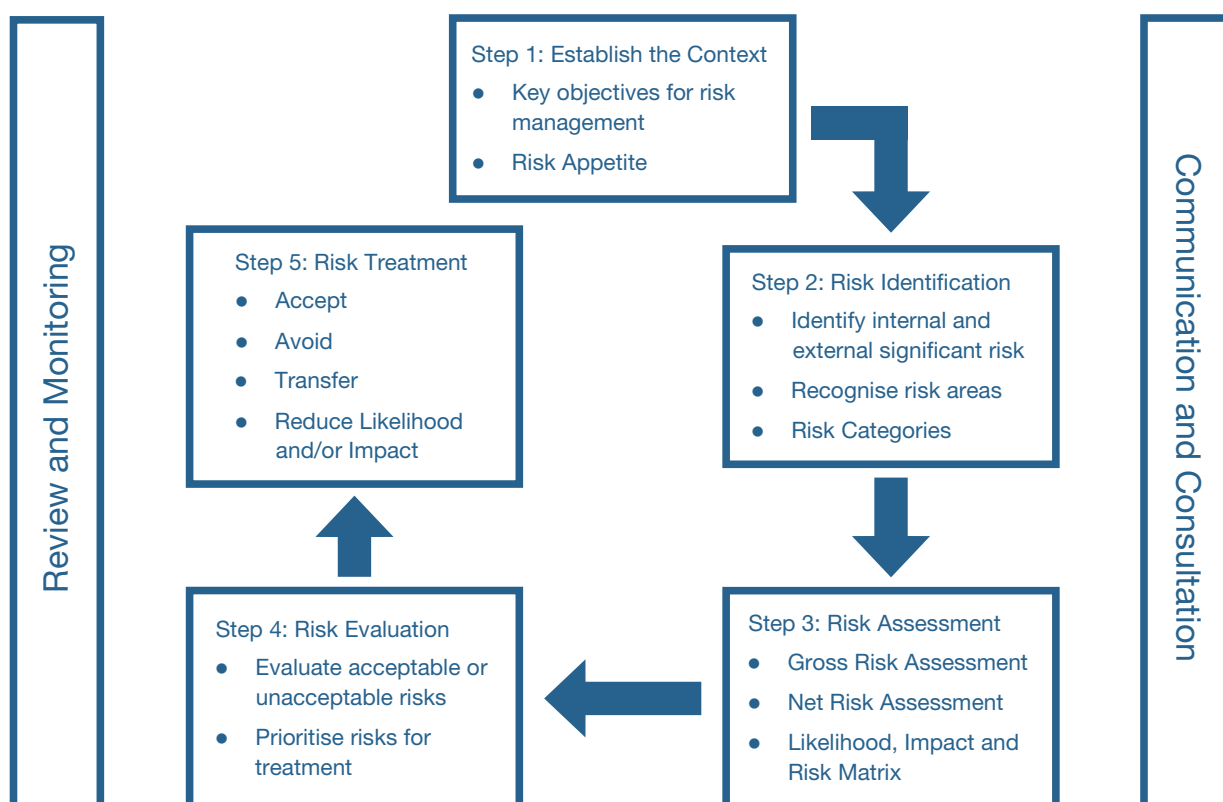 Review and Monitoring
Step 1: Establish the Context
● Key objectives for risk
management
● Risk Appetite
Step 2: Risk Identification
● Identify internal and
external significant risk
● Recognise risk areas
● Risk Categories
Step 3: Risk Assessment
● Gross Risk Assessment
● Net Risk Assessment
● Likelihood, Impact and
Risk Matrix
Step 4: Risk Evaluation
● Evaluate acceptable or
unacceptable risks
● Prioritise risks for
treatment
Step 5: Risk Treatment
● Accept
● Avoid
● Transfer
● Reduce Likelihood
and/or Impact
Communication and Consultation